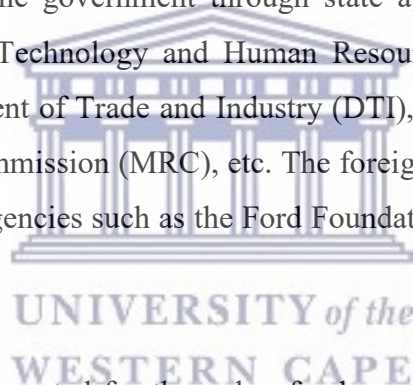 the government through state a
Technology and Human Resour
ent of Trade and Industry (DTI),
mmission (MRC), etc. The foreig
gencies such as the Ford Foundat
UNIVERSITY of the
WESTERN CAPE